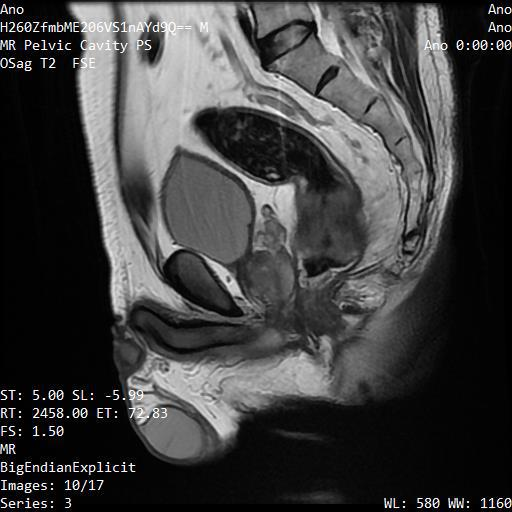 Ano
Ano
H260ZfmbME206VS1nAYd9Q== M
Ano
MR Pelvic Cavity PS
Ano 0:00:00
OSag T2  FSE
ST: 5.00 SL: -5.99
RT: 2458.00 ET: 72.83
FS: 1.50
MR
BigEndianExplicit
Images: 10/17
Series: 3
WL: 580 WW: 1160